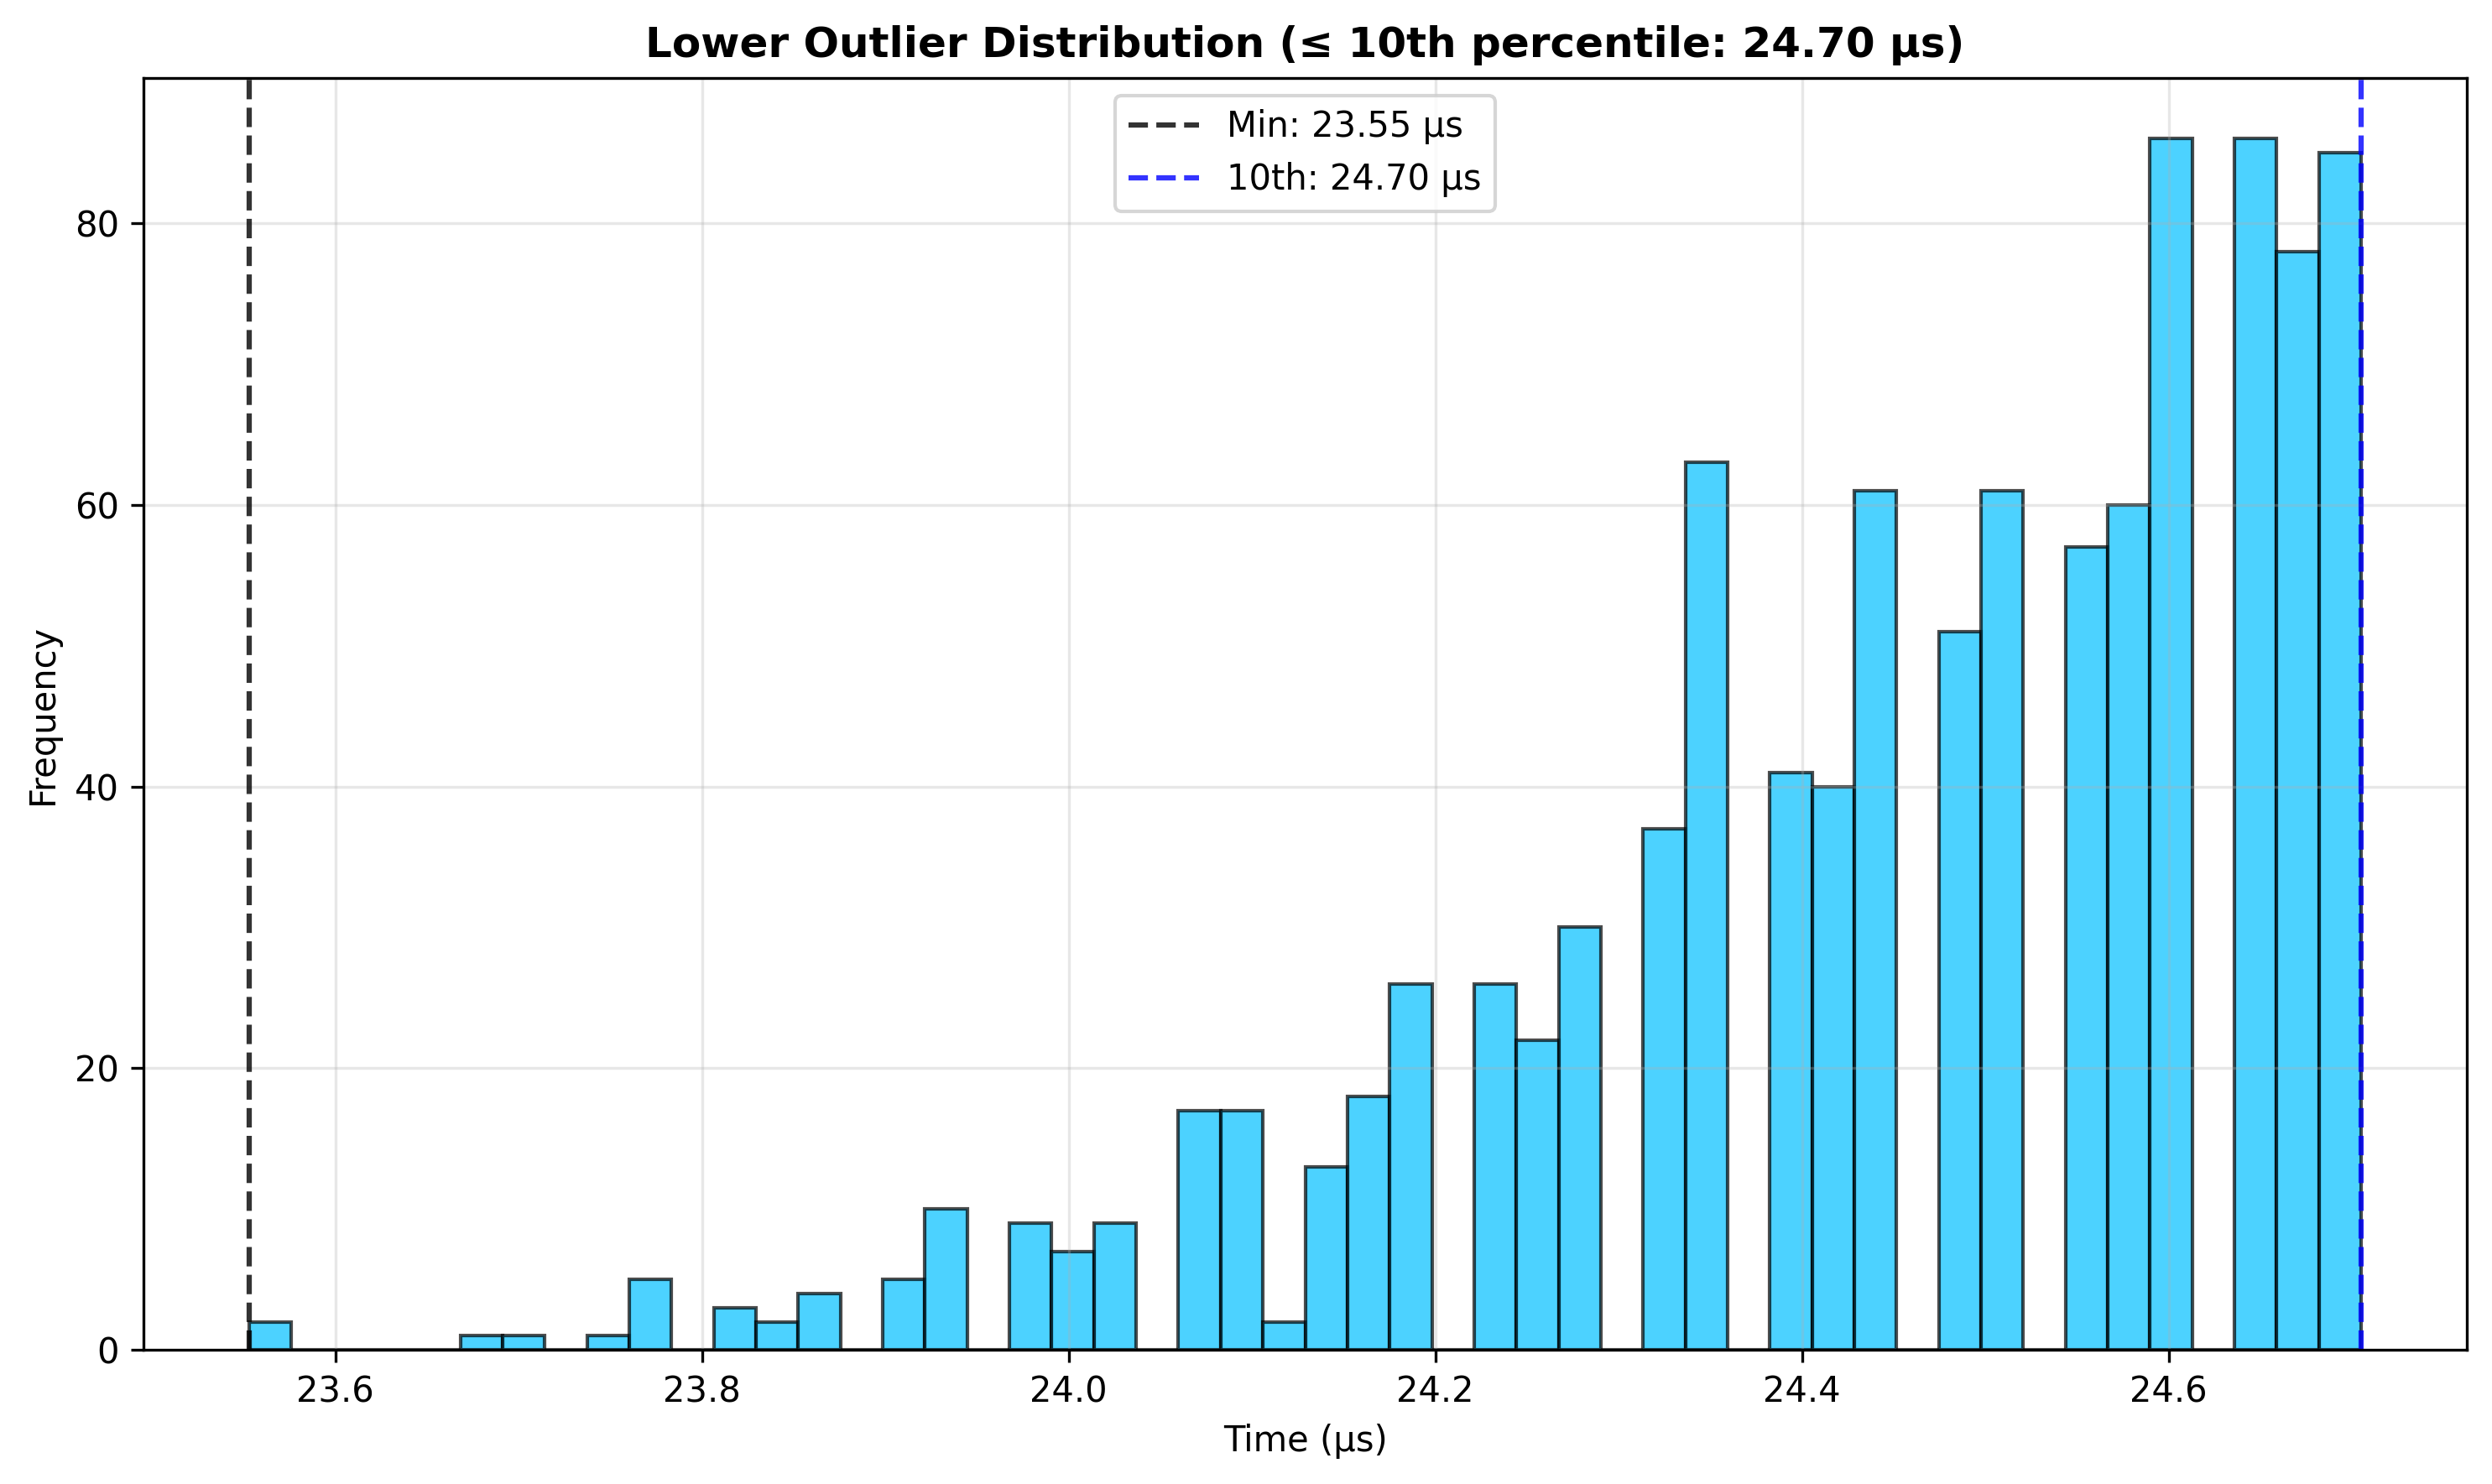 Lower Outlier Distribution (≤ 10th percentile: 24.70 µs)
Min: 23.55 µs
10th: 24.70 µs
80
60
40
20
0
Frequency
23.6 23.8 24.0 24.2 24.4 24.6
Time (µs)